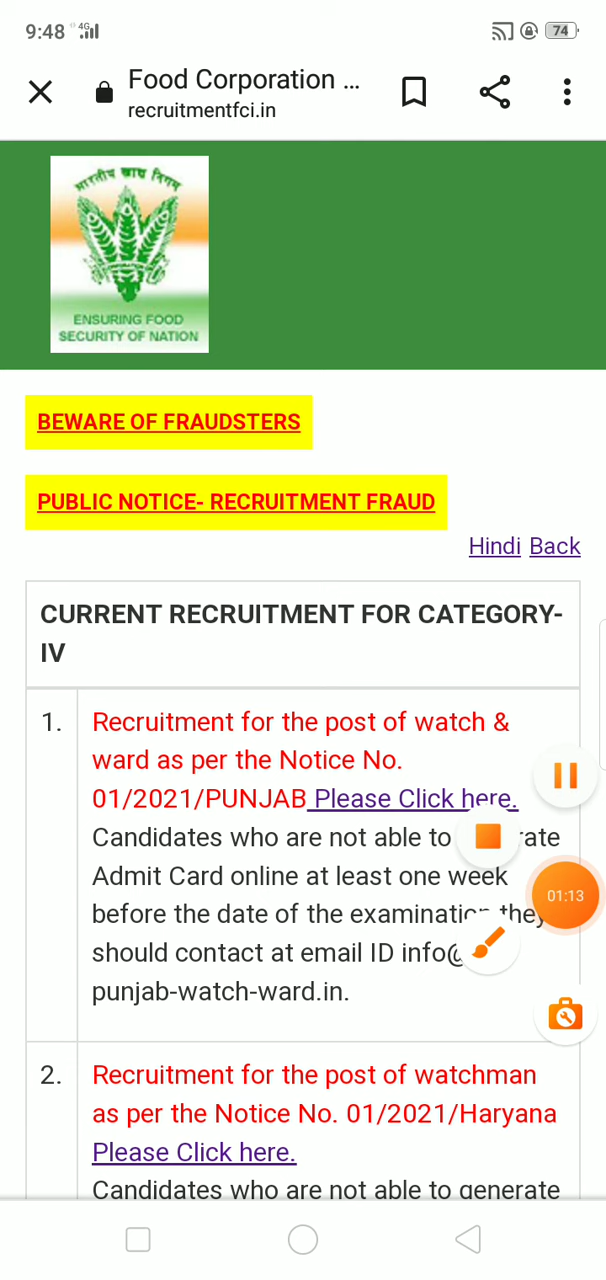 9:48 4G 74
Food Corporation ...
recruitmentfci.in
भारतीय खाद्य निगम
ENSURING FOOD
SECURITY OF NATION
BEWARE OF FRAUDSTERS
PUBLIC NOTICE- RECRUITMENT FRAUD
Hindi Back
CURRENT RECRUITMENT FOR CATEGORY-
IV
1. Recruitment for the post of watch &
ward as per the Notice No.
01/2021/PUNJAB Please Click here.
Candidates who are not able to
Admit Card online at least one week
before the date of the examination they
01:13
should contact at email ID info@
punjab-watch-ward.in.
2. Recruitment for the post of watchman
as per the Notice No. 01/2021/Haryana
Please Click here.
Candidates who are not able to generate